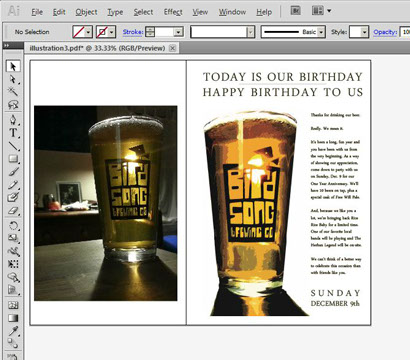 Ai
File Edit Object Type Select Effect View Window Help
Br
No Selection
Stroke:
Basic
Style:
Opacity: 100
illustration3.pdf* @ 33.33% (RGB/Preview)
TODAY IS OUR BIRTHDAY
HAPPY BIRTHDAY TO US
Bird
SONG
BREWING CO
Bird
SONG
BREWING CO
Thanks for drinking our beer.
Really. We mean it.
It's been a long, fun year and
you have been with us from
the very beginning. As a way
of showing our appreciation,
come down to party with us
on Sunday, Dec. 9 for our
One Year Anniversary. We'll
have 10 beers on tap, plus a
special cask of Free Will Pale.
And, because we like you a
lot, we're bringing back Rica
Rica Ruby for a limited time.
One of our favorite local
bands will be playing and The
Herban Legend will be on-site.
We can't think of a better way
to celebrate this occasion than
with friends like you.
SUNDAY
DECEMBER 9th